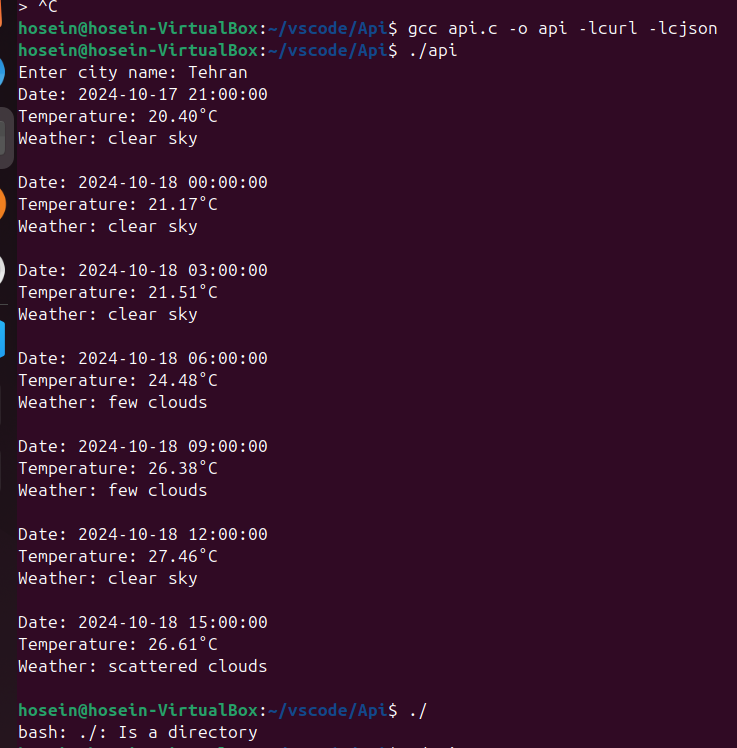 > ^C
hosein@hosein-VirtualBox:~/vscode/Api$ gcc api.c -o api -lcurl -lcjson
hosein@hosein-VirtualBox:~/vscode/Api$ ./api
Enter city name: Tehran
Date: 2024-10-17 21:00:00
Temperature: 20.40°C
Weather: clear sky

Date: 2024-10-18 00:00:00
Temperature: 21.17°C
Weather: clear sky

Date: 2024-10-18 03:00:00
Temperature: 21.51°C
Weather: clear sky

Date: 2024-10-18 06:00:00
Temperature: 24.48°C
Weather: few clouds

Date: 2024-10-18 09:00:00
Temperature: 26.38°C
Weather: few clouds

Date: 2024-10-18 12:00:00
Temperature: 27.46°C
Weather: clear sky

Date: 2024-10-18 15:00:00
Temperature: 26.61°C
Weather: scattered clouds

hosein@hosein-VirtualBox:~/vscode/Api$ ./
bash: ./: Is a directory